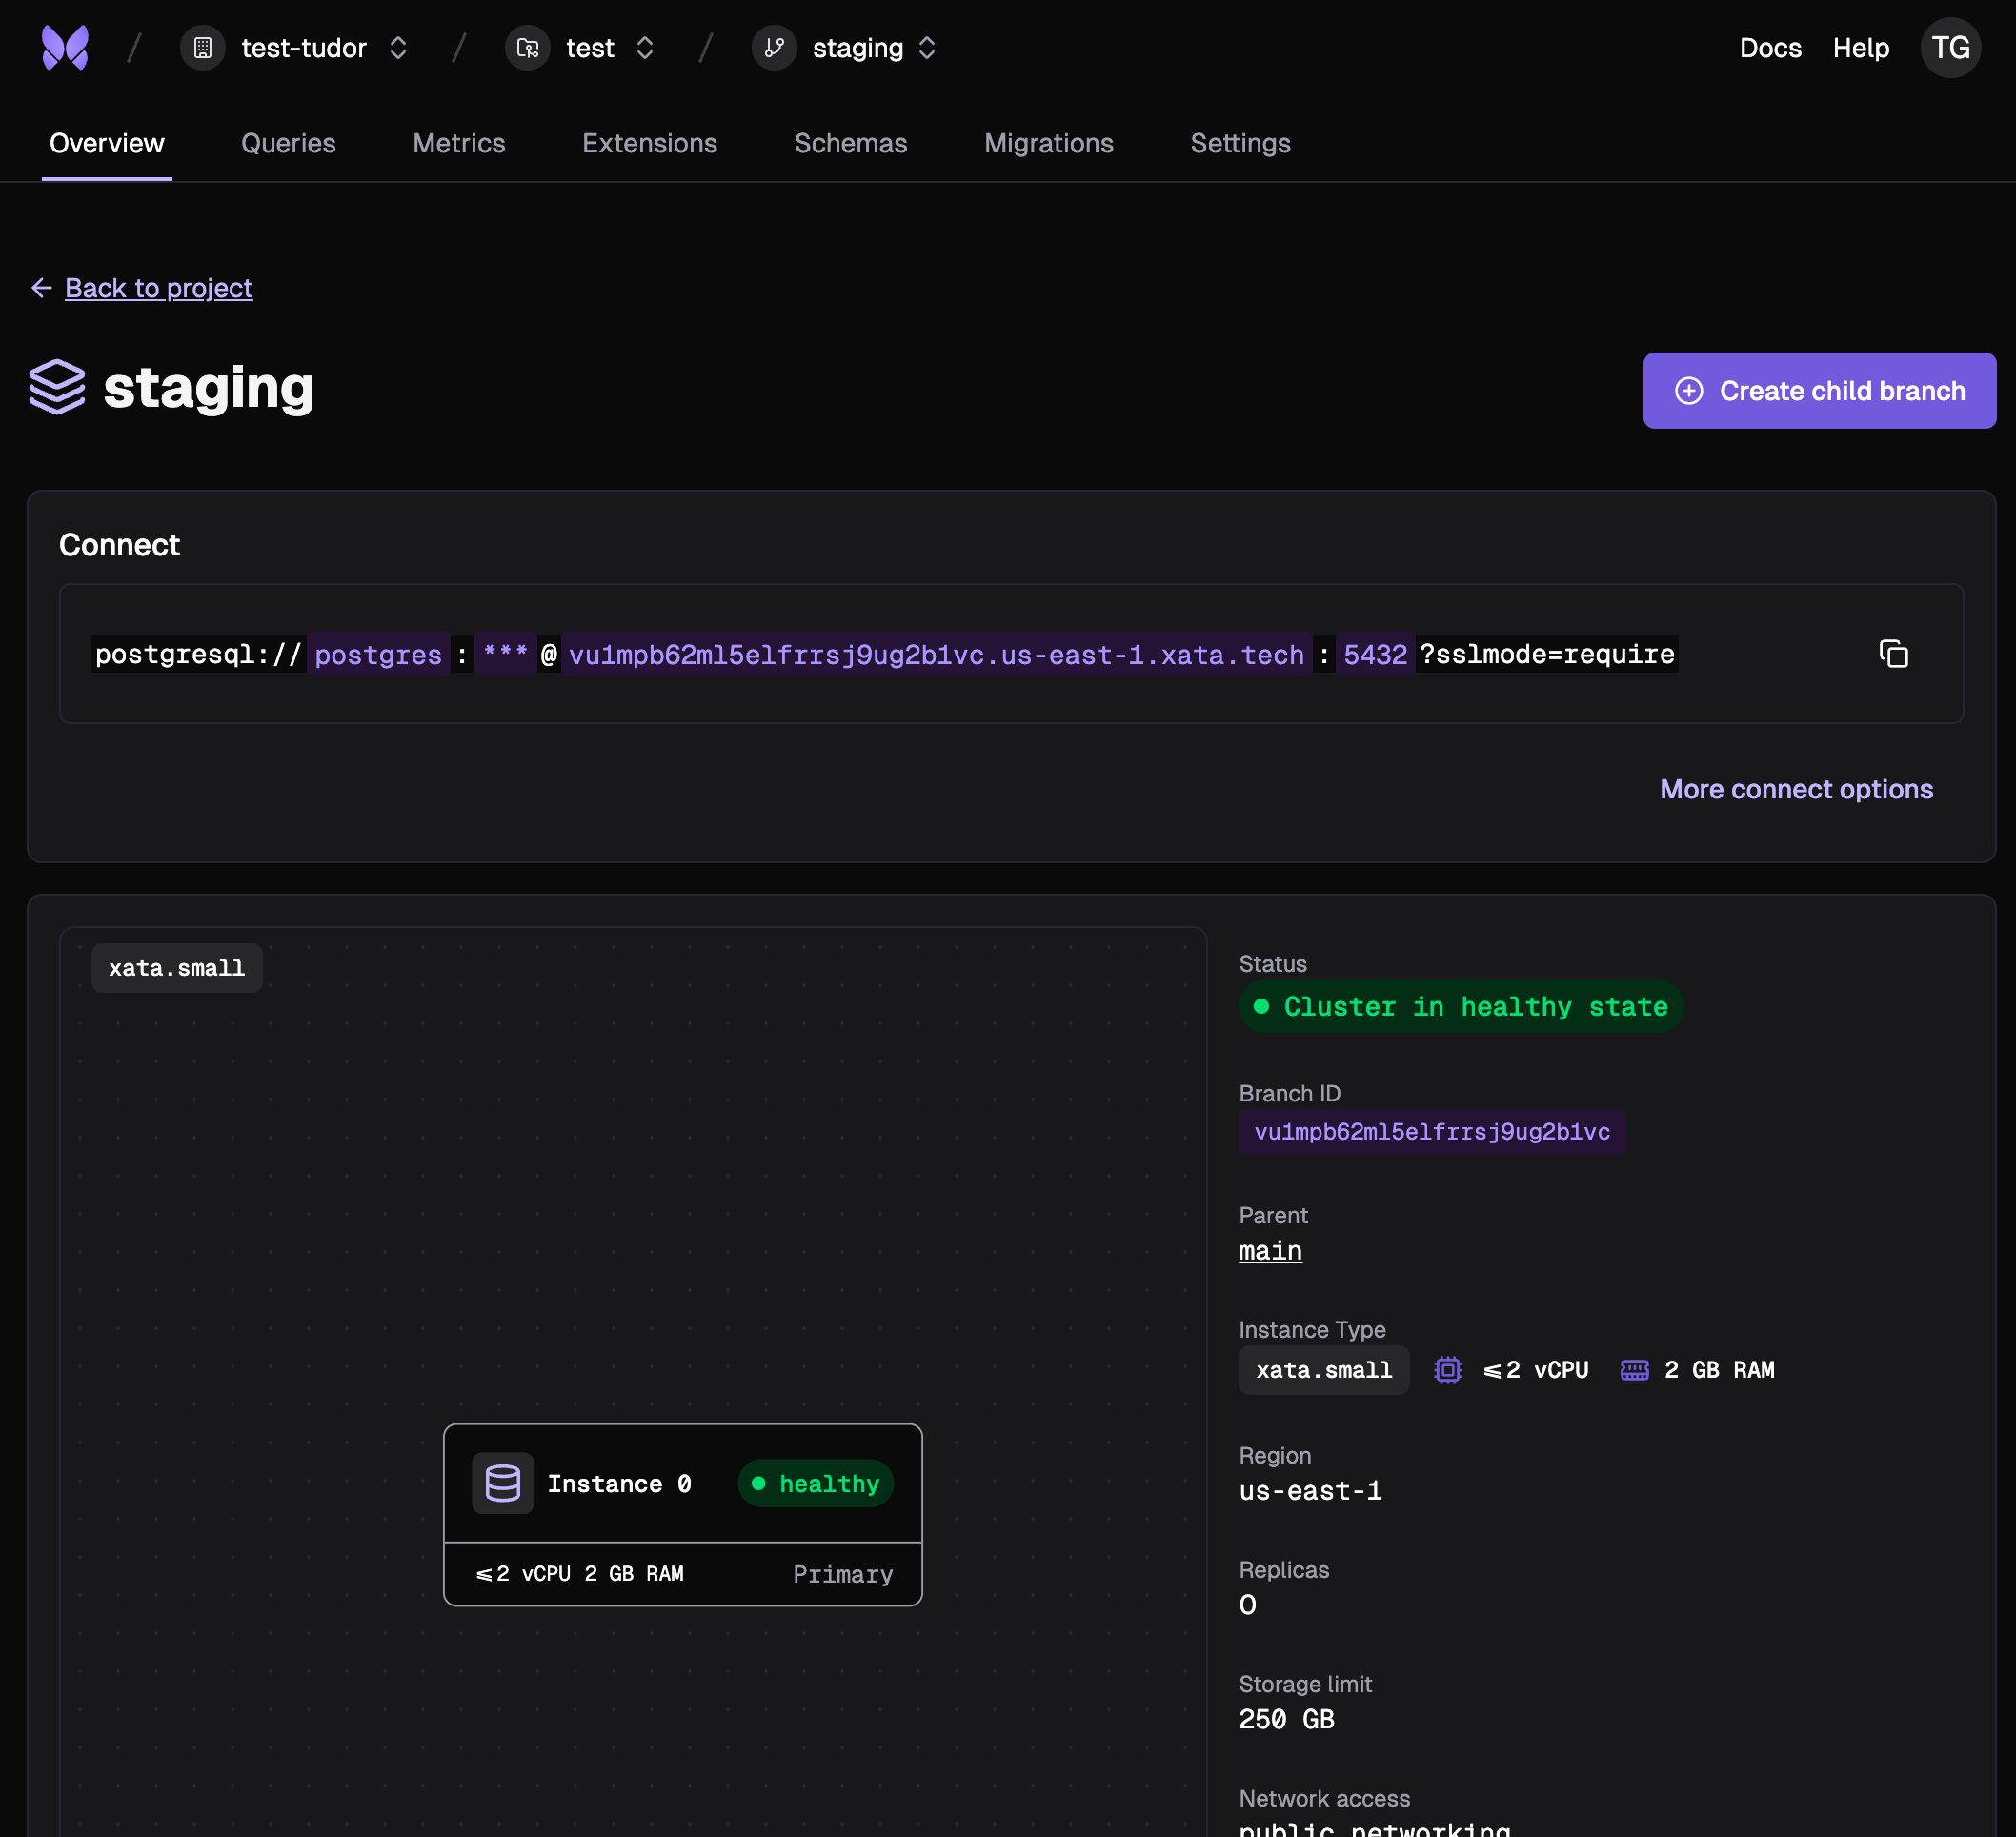 / test-tudor / test / staging Docs Help TG
Overview Queries Metrics Extensions Schemas Migrations Settings
← Back to project
staging
Create child branch
Connect
postgresql://postgres:***@vu1mpb62ml5elfrrsj9ug2b1vc.us-east-1.xata.tech:5432?sslmode=require
More connect options
xata.small
Instance 0 healthy
⩽2 vCPU 2 GB RAM Primary
Status
Cluster in healthy state
Branch ID
vu1mpb62ml5elfrrsj9ug2b1vc
Parent
main
Instance Type
xata.small ⩽2 vCPU 2 GB RAM
Region
us-east-1
Replicas
0
Storage limit
250 GB
Network access
public networking